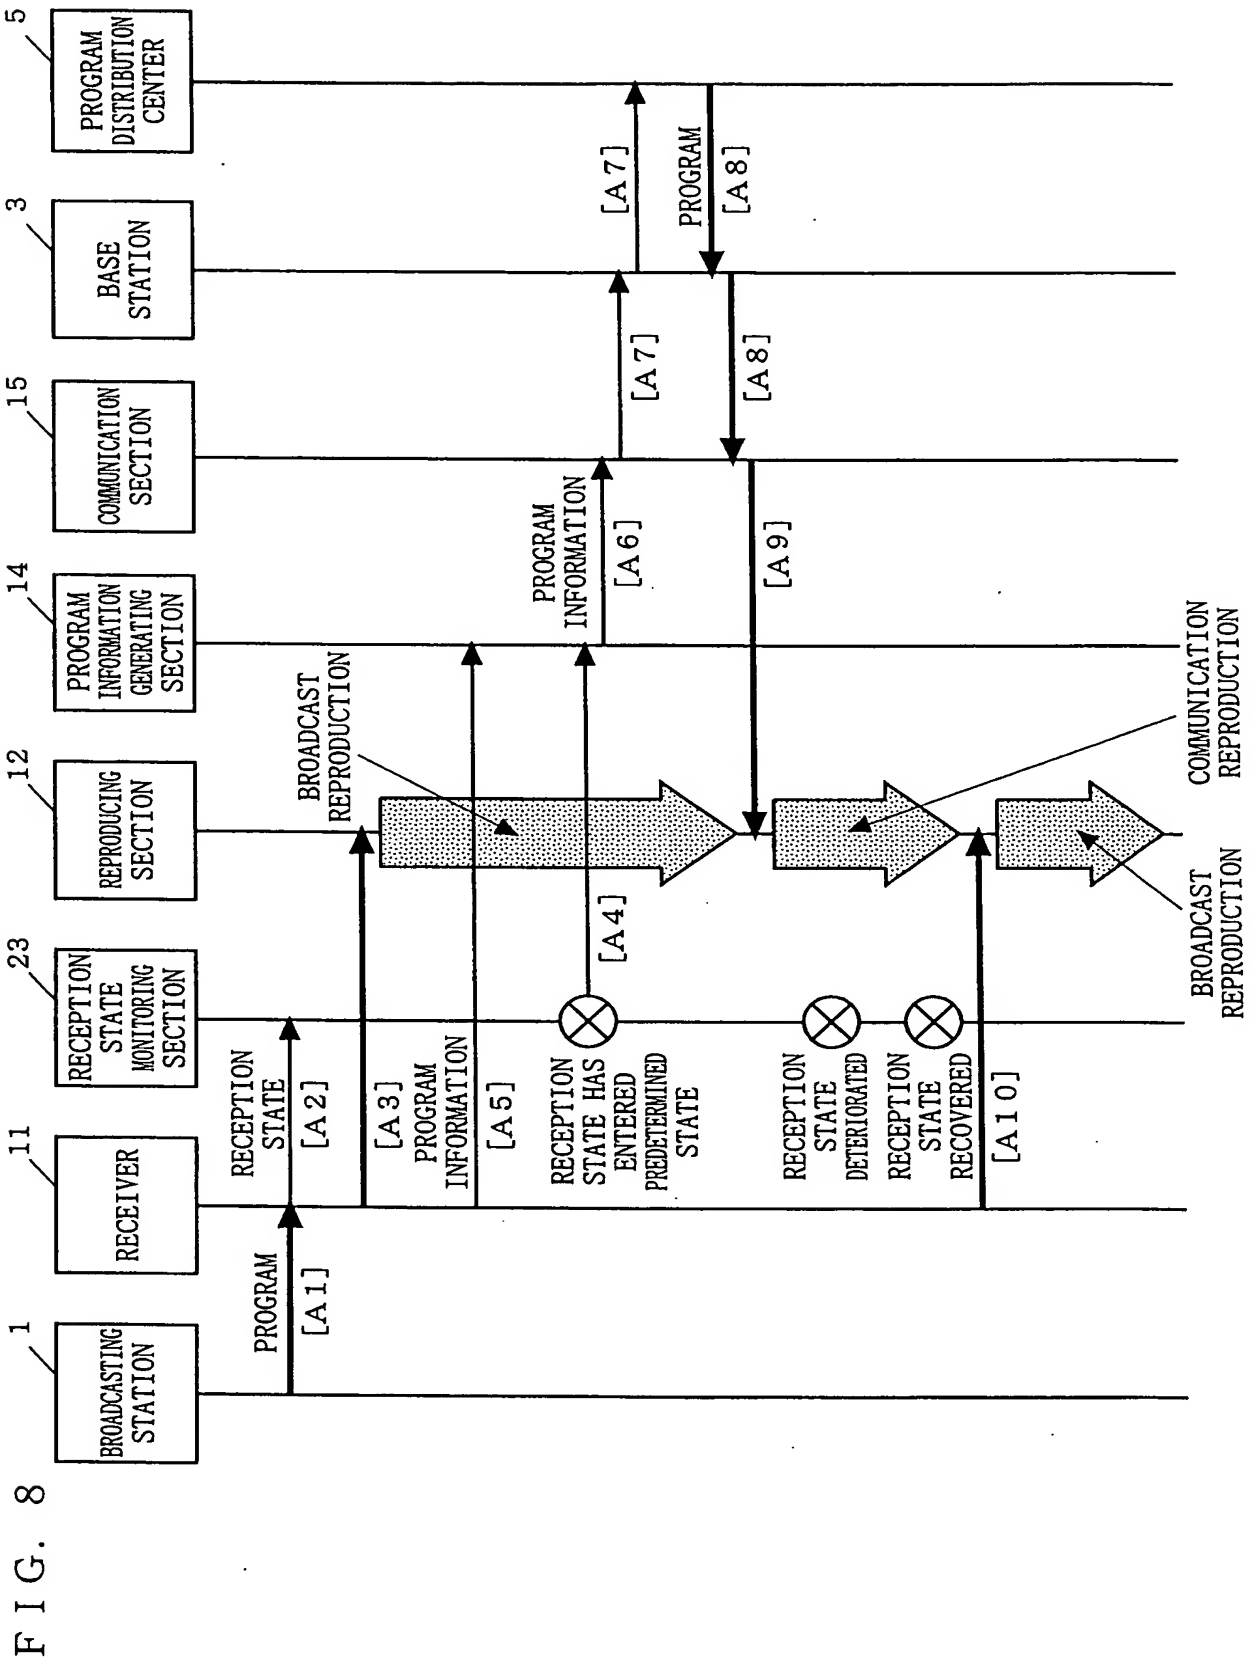 FIG. 8
1
11
23
12
14
15
3
5
BROADCASTING
STATION
RECEIVER
RECEPTION
STATE
MONITORING
SECTION
REPRODUCING
SECTION
PROGRAM
INFORMATION
GENERATING
SECTION
COMMUNICATION
SECTION
BASE
STATION
PROGRAM
DISTRIBUTION
CENTER
PROGRAM
[A1]
RECEPTION
STATE
[A2]
[A3]
BROADCAST
REPRODUCTION
PROGRAM
INFORMATION
[A5]
RECEPTION
STATE HAS
ENTERED
PREDETERMINED
STATE
[A4]
PROGRAM
INFORMATION
[A6]
[A7]
[A7]
PROGRAM
[A8]
[A8]
[A9]
RECEPTION
STATE
DETERIORATED
RECEPTION
STATE
RECOVERED
[A10]
COMMUNICATION
REPRODUCTION
BROADCAST
REPRODUCTION